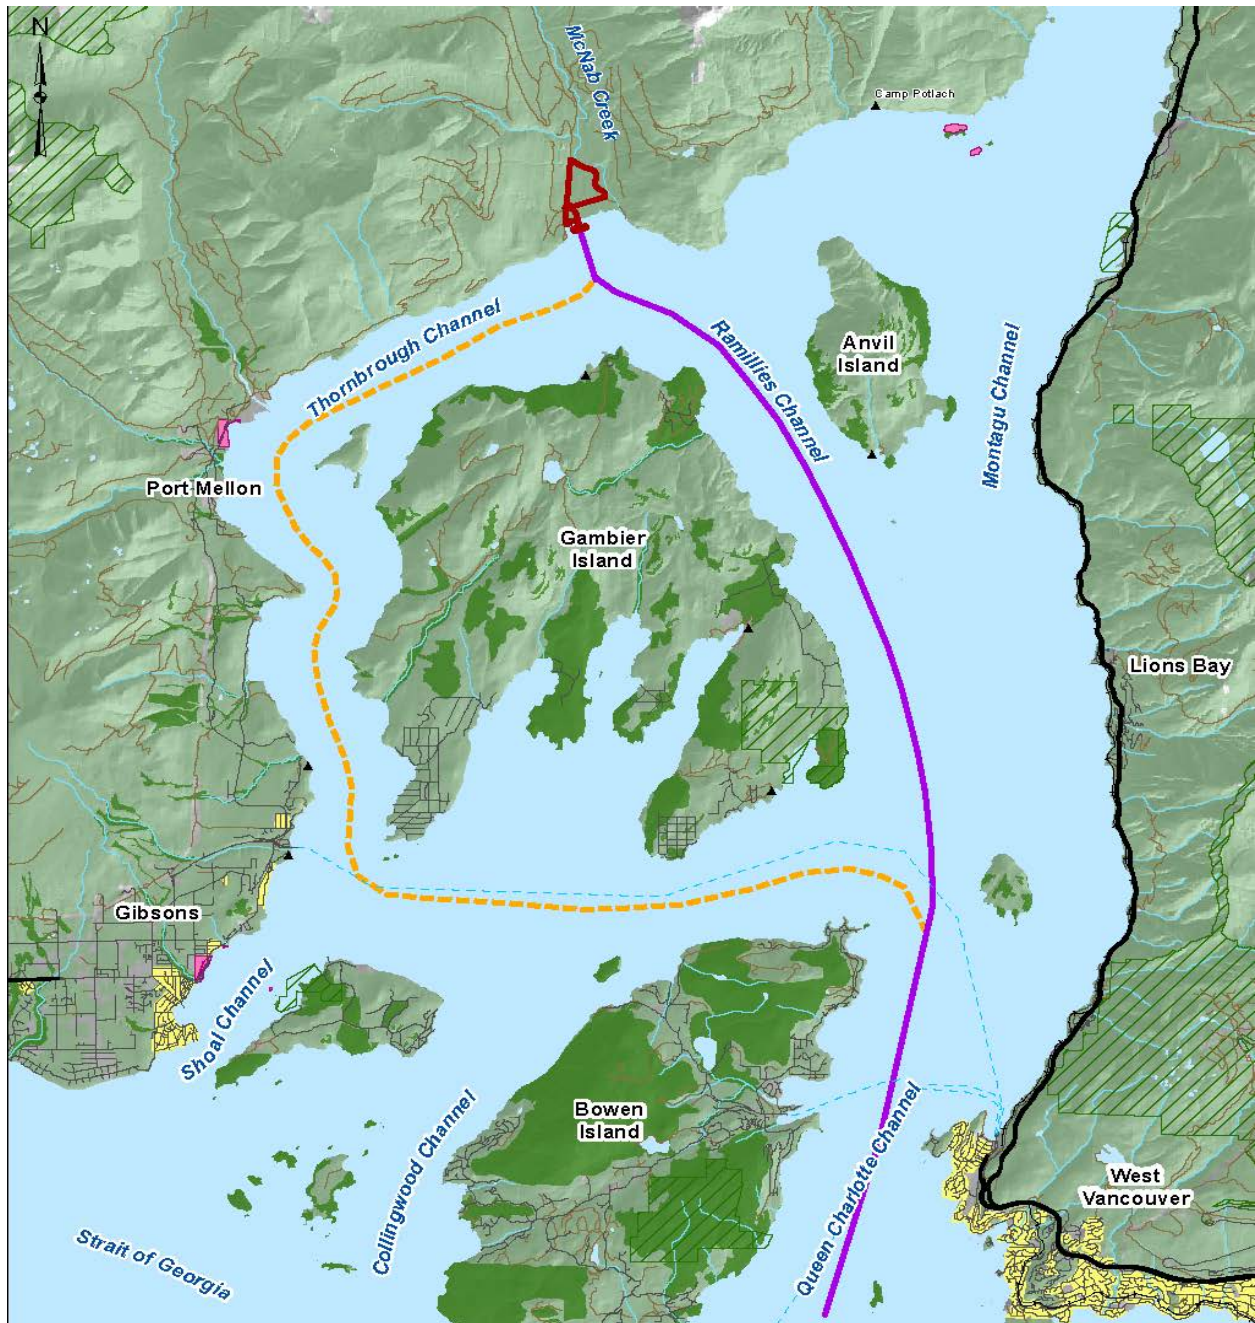 N
McNab Creek
Camp Potlach
Thornbrough Channel
Ramillies Channel
Anvil
Island
Montagu Channel
Port Mellon
Gambier
Island
Lions Bay
Gibsons
Shoal Channel
Bowen
Island
Collingwood Channel
Queen Charlotte Channel
West
Vancouver
Strait of Georgia